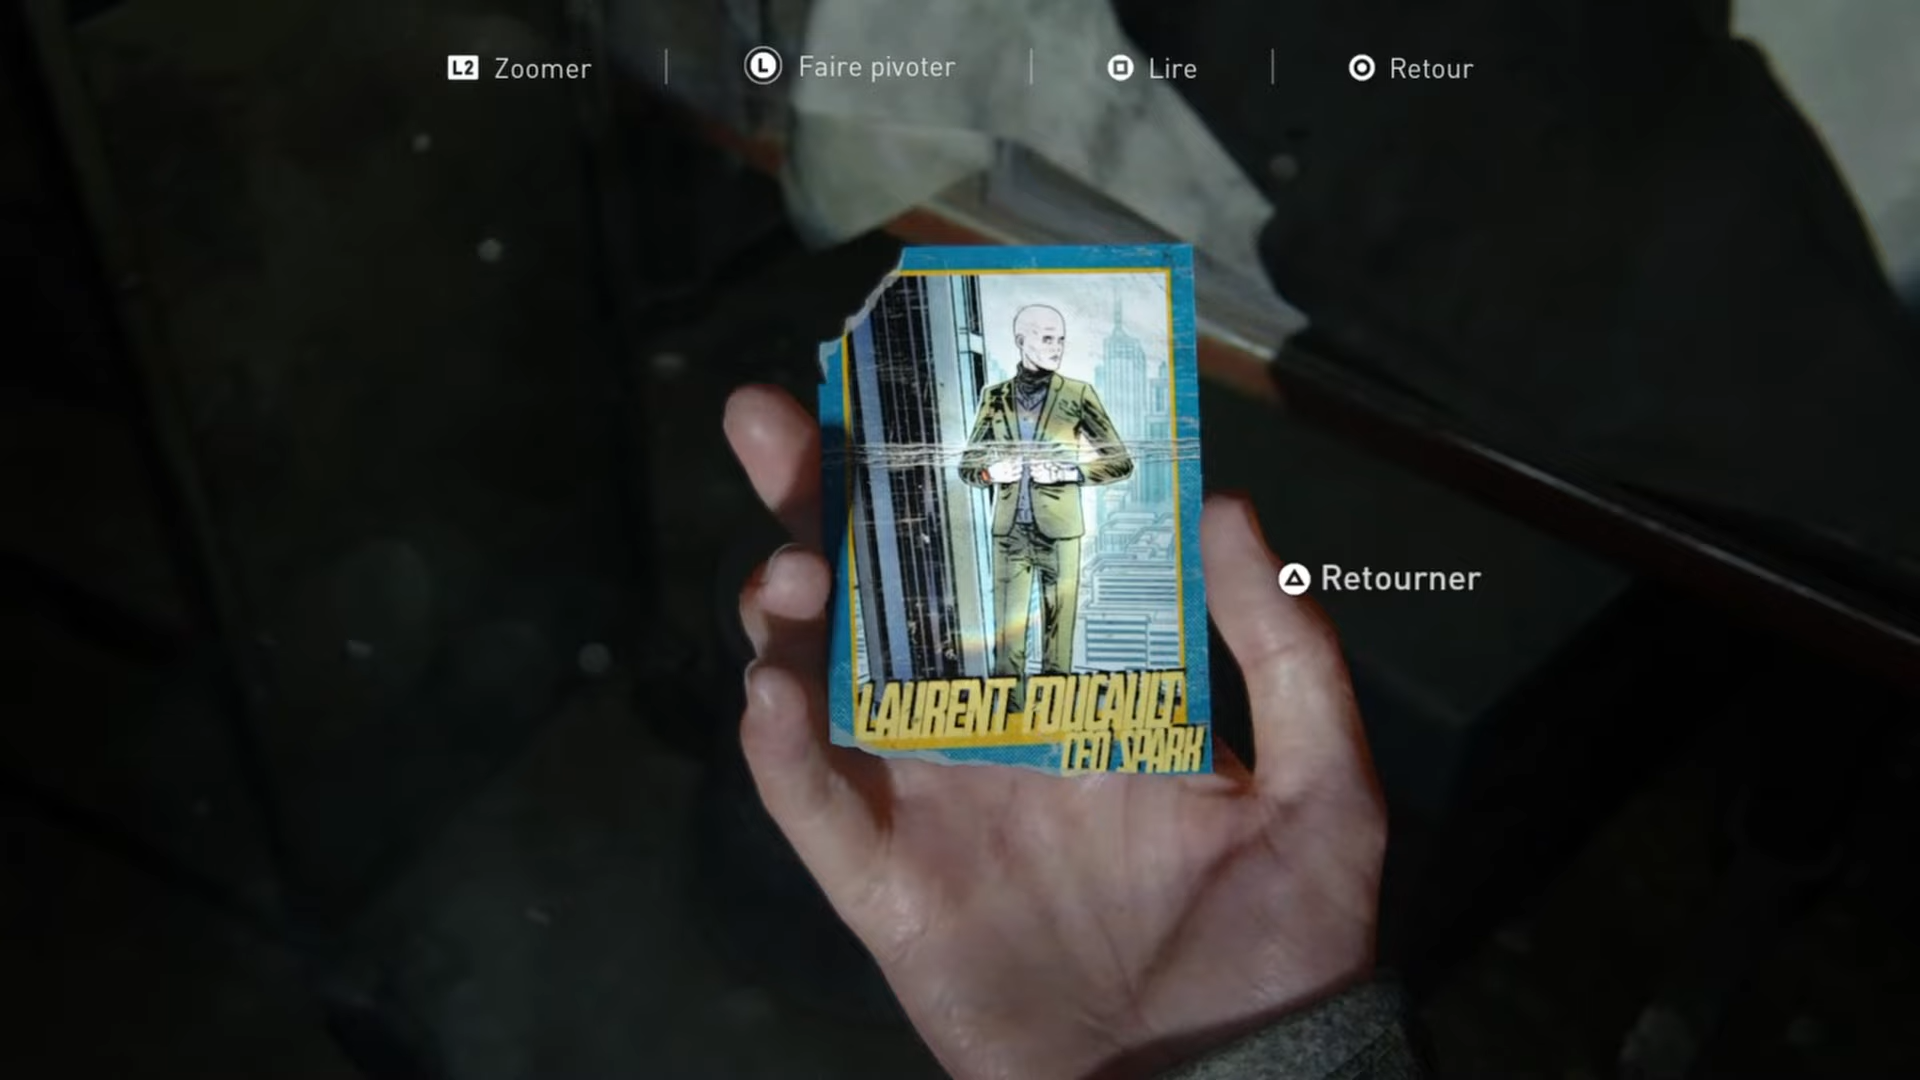 L2 Zoomer
L Faire pivoter
Lire
Retour
Retourner
LAURENT FOUCAULT
CEO SPARK